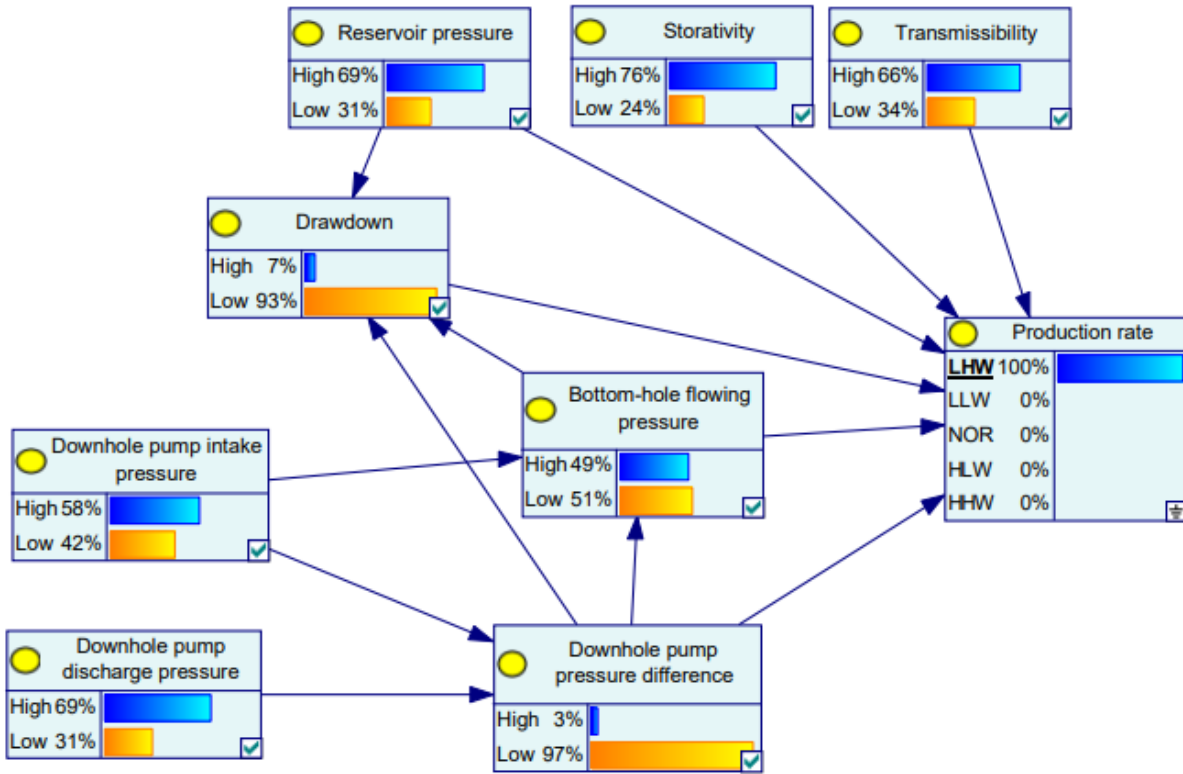 Reservoir pressure
High 69%
Low 31%
Storativity
High 76%
Low 24%
Transmissibility
High 66%
Low 34%
Drawdown
High 7%
Low 93%
Production rate
LHW 100%
LLW 0%
NOR 0%
HLW 0%
HHW 0%
Bottom-hole flowing
pressure
High 49%
Low 51%
Downhole pump intake
pressure
High 58%
Low 42%
Downhole pump
discharge pressure
High 69%
Low 31%
Downhole pump
pressure difference
High 3%
Low 97%